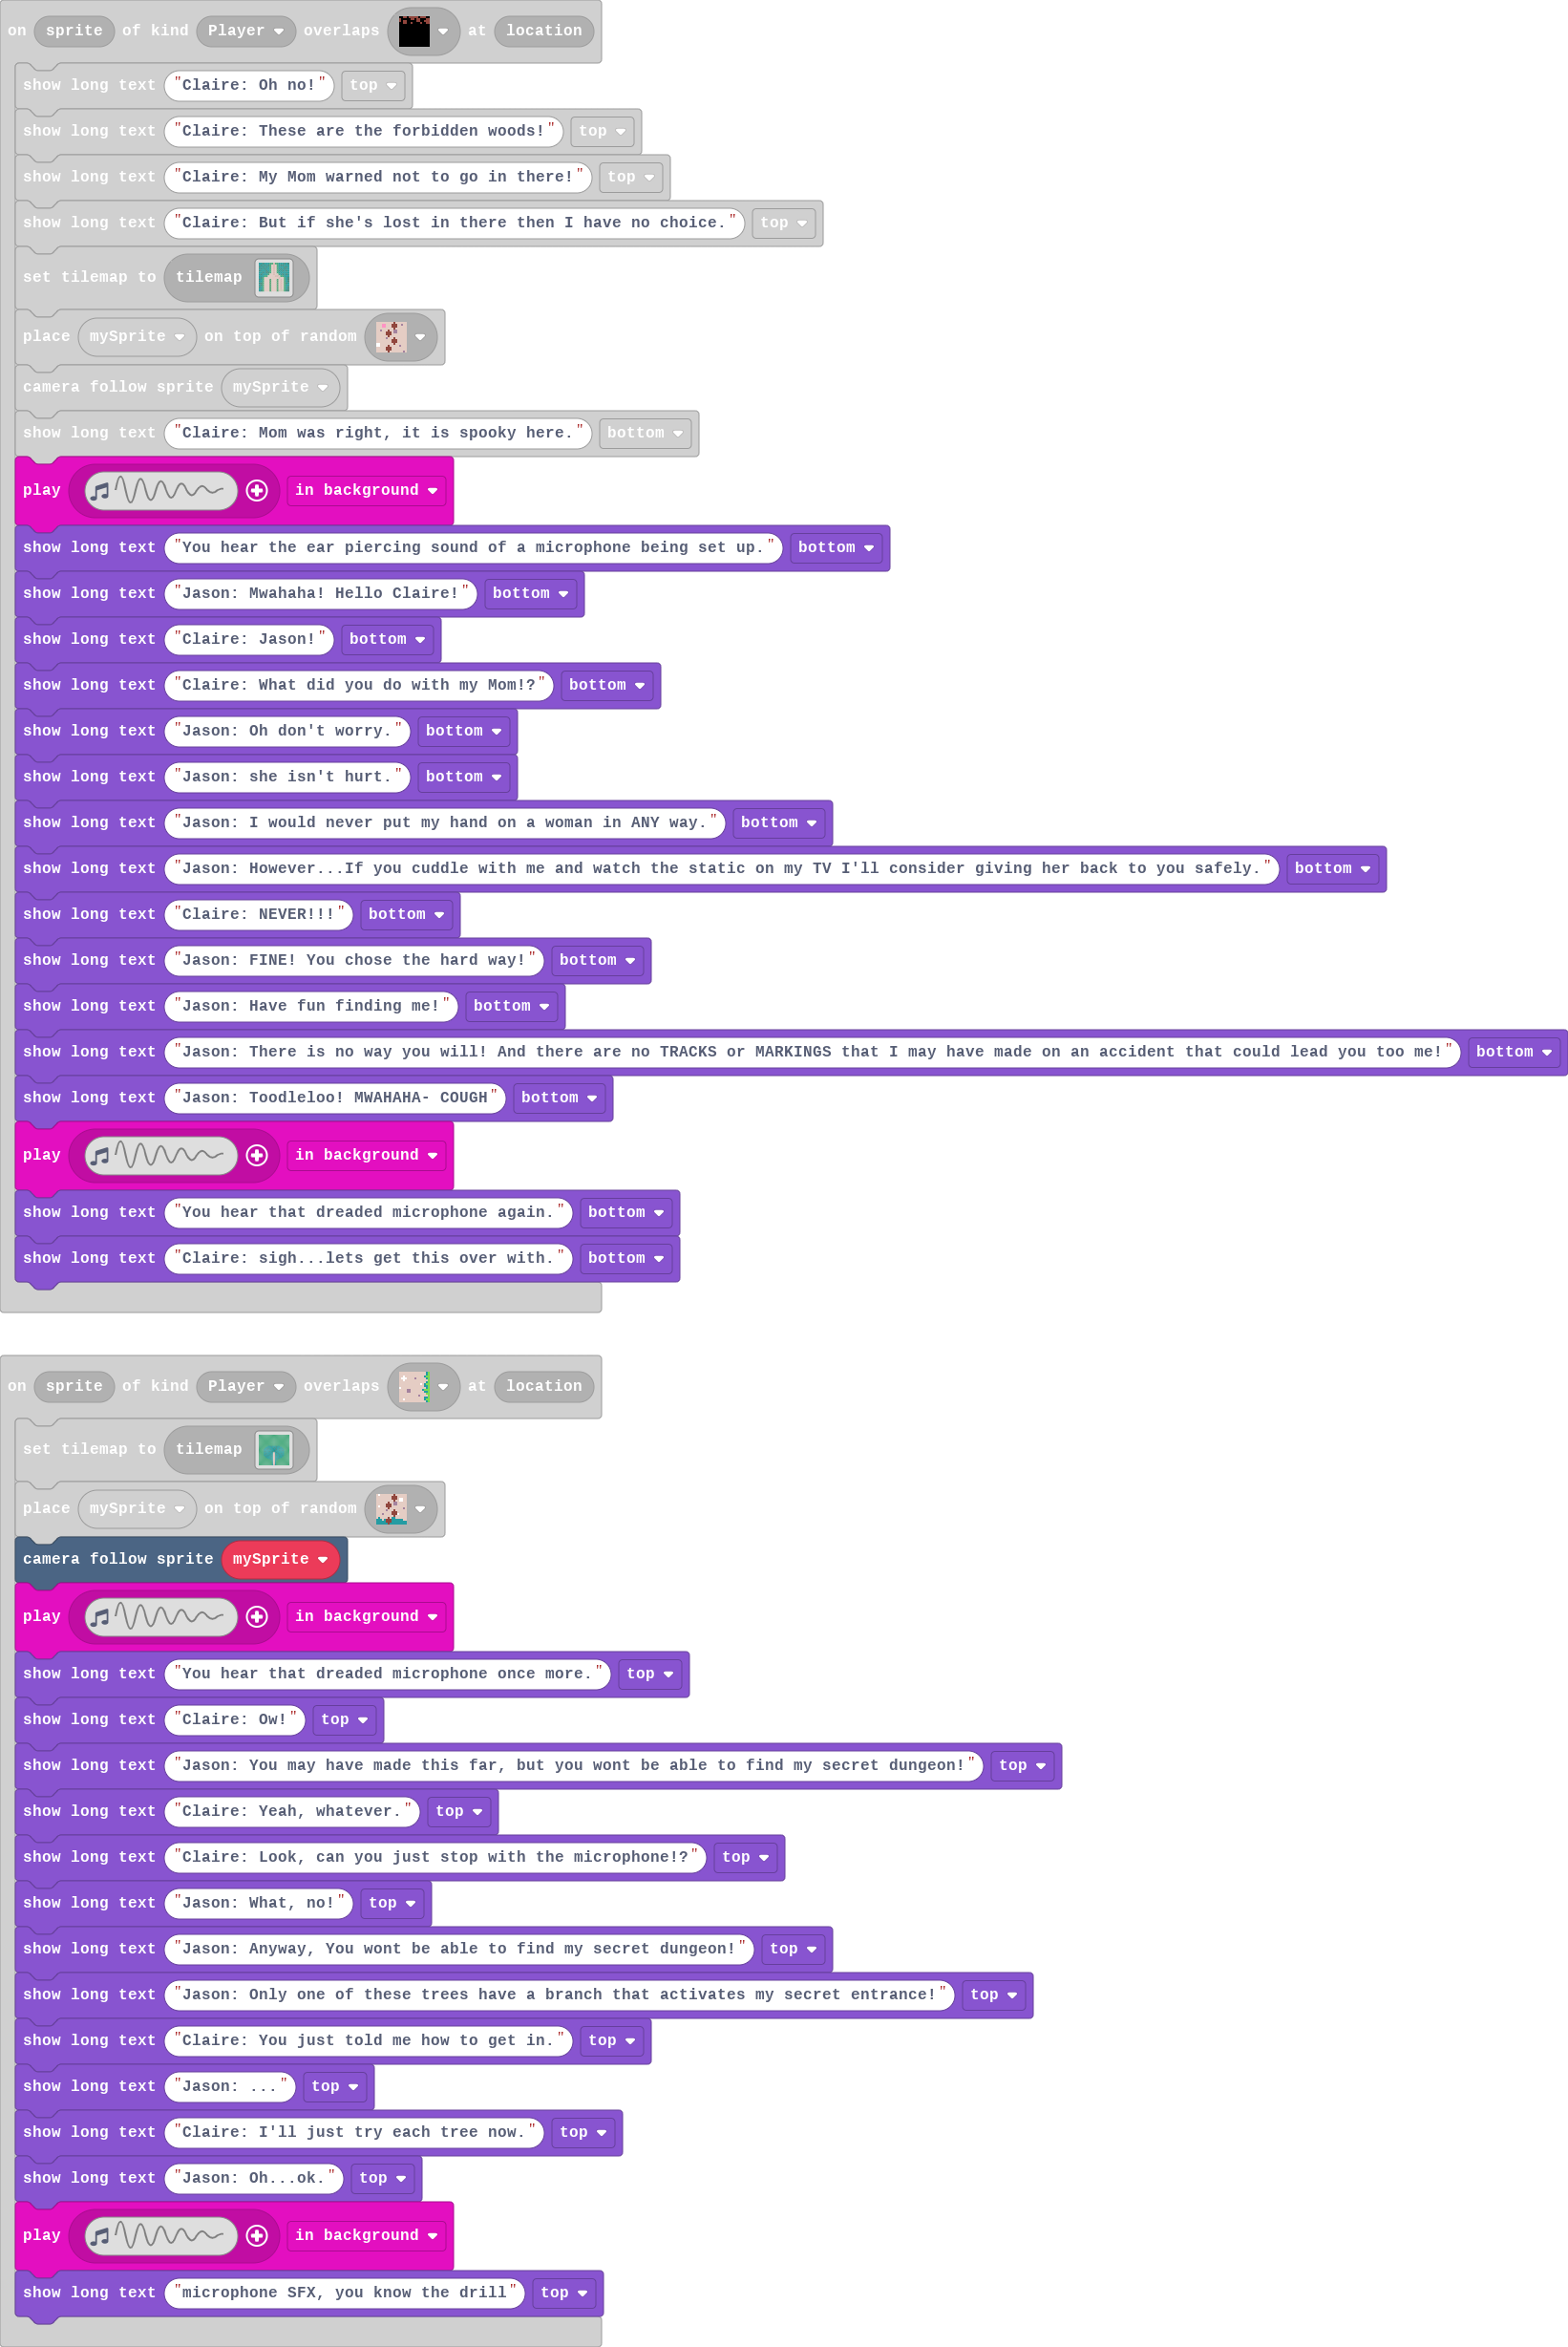 on sprite of kind Player overlaps at location
show long text "Claire: Oh no!" top
show long text "Claire: These are the forbidden woods!" top
show long text "Claire: My Mom warned not to go in there!" top
show long text "Claire: But if she's lost in there then I have no choice." top
set tilemap to tilemap
place mySprite on top of random
camera follow sprite mySprite
show long text "Claire: Mom was right, it is spooky here." bottom
play in background
show long text "You hear the ear piercing sound of a microphone being set up." bottom
show long text "Jason: Mwahaha! Hello Claire!" bottom
show long text "Claire: Jason!" bottom
show long text "Claire: What did you do with my Mom!?" bottom
show long text "Jason: Oh don't worry." bottom
show long text "Jason: she isn't hurt." bottom
show long text "Jason: I would never put my hand on a woman in ANY way." bottom
show long text "Jason: However...If you cuddle with me and watch the static on my TV I'll consider giving her back to you safely." bottom
show long text "Claire: NEVER!!!" bottom
show long text "Jason: FINE! You chose the hard way!" bottom
show long text "Jason: Have fun finding me!" bottom
show long text "Jason: There is no way you will! And there are no TRACKS or MARKINGS that I may have made on an accident that could lead you too me!" bottom
show long text "Jason: Toodleloo! MWAHAHA- COUGH" bottom
play in background
show long text "You hear that dreaded microphone again." bottom
show long text "Claire: sigh...lets get this over with." bottom
on sprite of kind Player overlaps at location
set tilemap to tilemap
place mySprite on top of random
camera follow sprite mySprite
play in background
show long text "You hear that dreaded microphone once more." top
show long text "Claire: Ow!" top
show long text "Jason: You may have made this far, but you wont be able to find my secret dungeon!" top
show long text "Claire: Yeah, whatever." top
show long text "Claire: Look, can you just stop with the microphone!?" top
show long text "Jason: What, no!" top
show long text "Jason: Anyway, You wont be able to find my secret dungeon!" top
show long text "Jason: Only one of these trees have a branch that activates my secret entrance!" top
show long text "Claire: You just told me how to get in." top
show long text "Jason: ..." top
show long text "Claire: I'll just try each tree now." top
show long text "Jason: Oh...ok." top
play in background
show long text "microphone SFX, you know the drill" top